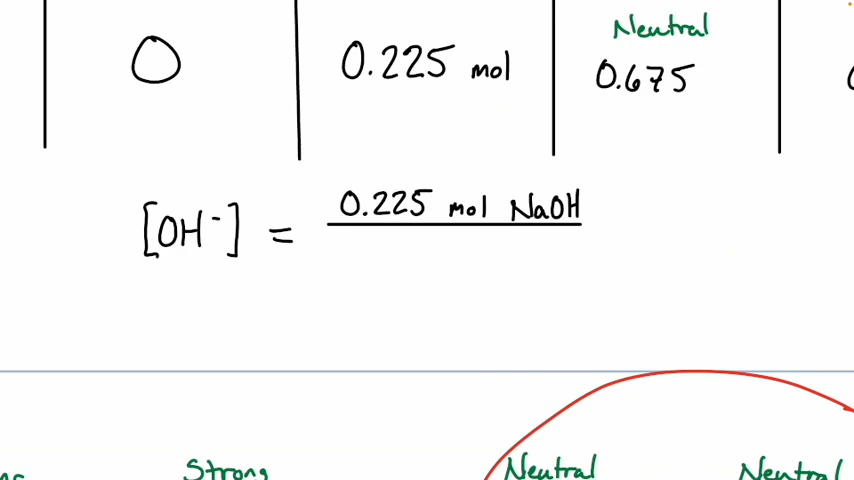 Neutral
0 0.225 mol 0.675
[OH⁻] = 0.225 mol NaOH
Strong Neutral Neutral